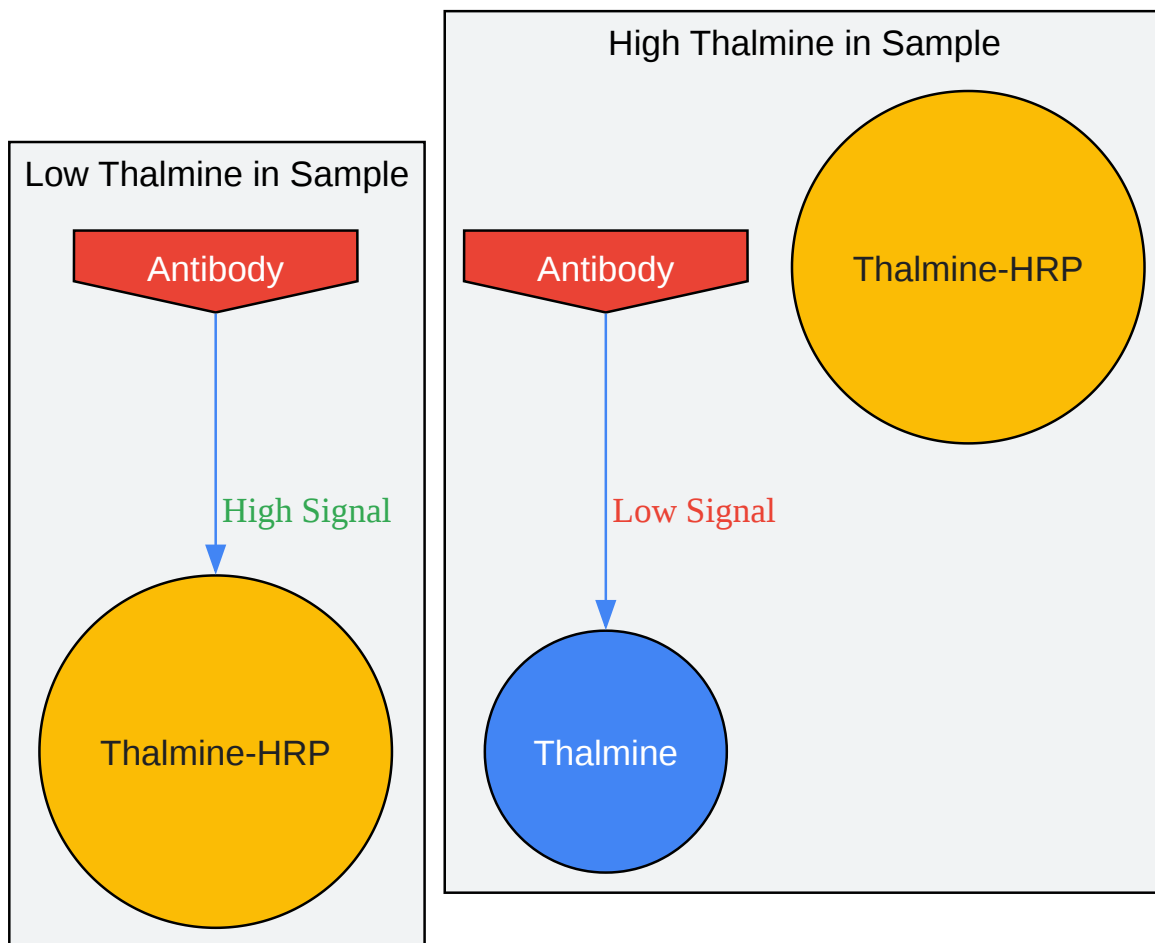 Low Thalmine in Sample
Antibody
High Signal
Thalmine-HRP
High Thalmine in Sample
Antibody
Thalmine-HRP
Low Signal
Thalmine